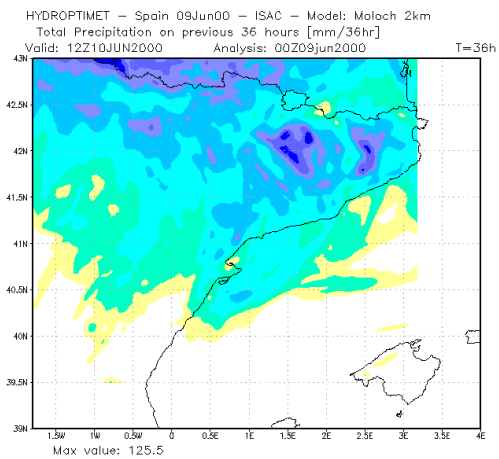 HYDROPTIMET – Spain 09Jun00 – ISAC – Model: Moloch 2km
Total Precipitation on previous 36 hours [mm/36hr]
Valid: 12Z10JUN2000 Analysis: 00Z09jun2000 T=36h
43N
42.5N
42N
41.5N
41N
40.5N
40N
39.5N
39N
1.5W 1W 0.5W 0 0.5E 1E 1.5E 2E 2.5E 3E 3.5E 4E
Max value: 125.5